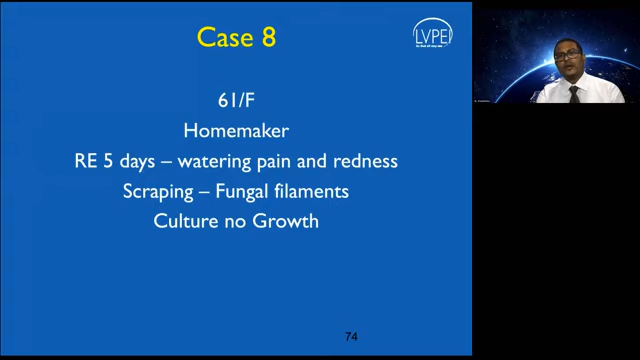 Case 8
LVPEI
61/F
Homemaker
RE 5 days – watering pain and redness
Scraping – Fungal filaments
Culture no Growth
74